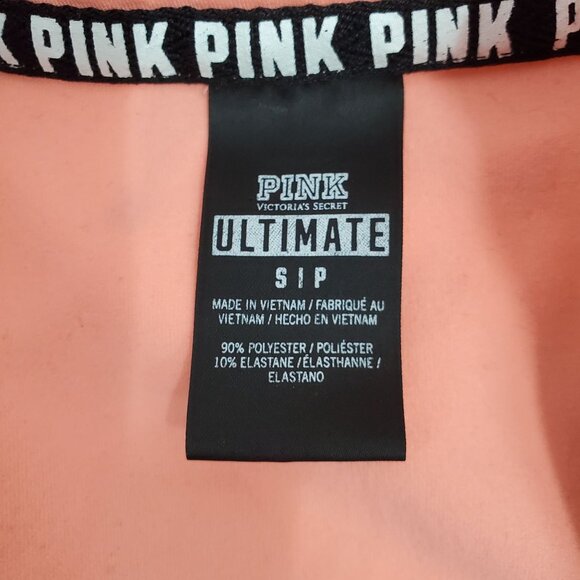 K PINK PINK PINK P
PINK
VICTORIA'S SECRET
ULTIMATE
S | P
MADE IN VIETNAM / FABRIQUÉ AU
VIETNAM / HECHO EN VIETNAM
90% POLYESTER / POLIÉSTER
10% ELASTANE / ÉLASTHANNE /
ELASTANO